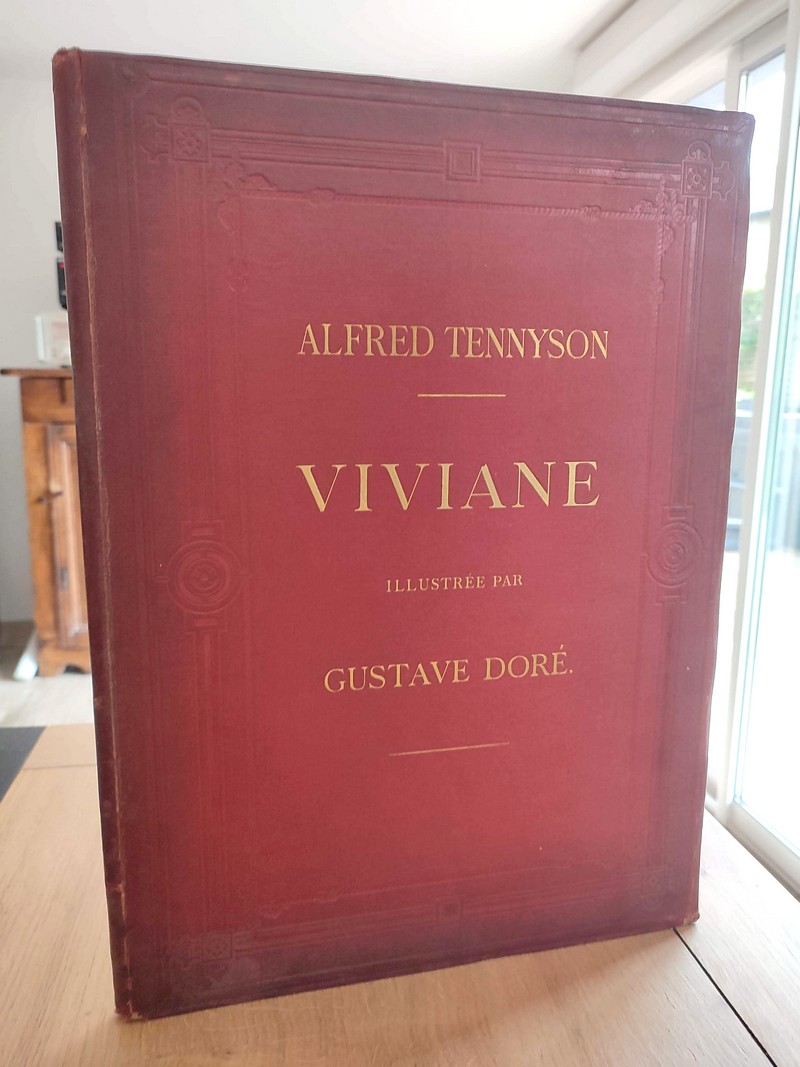 ALFRED TENNYSON
VIVIANE
ILLUSTRÉE PAR
GUSTAVE DORÉ.